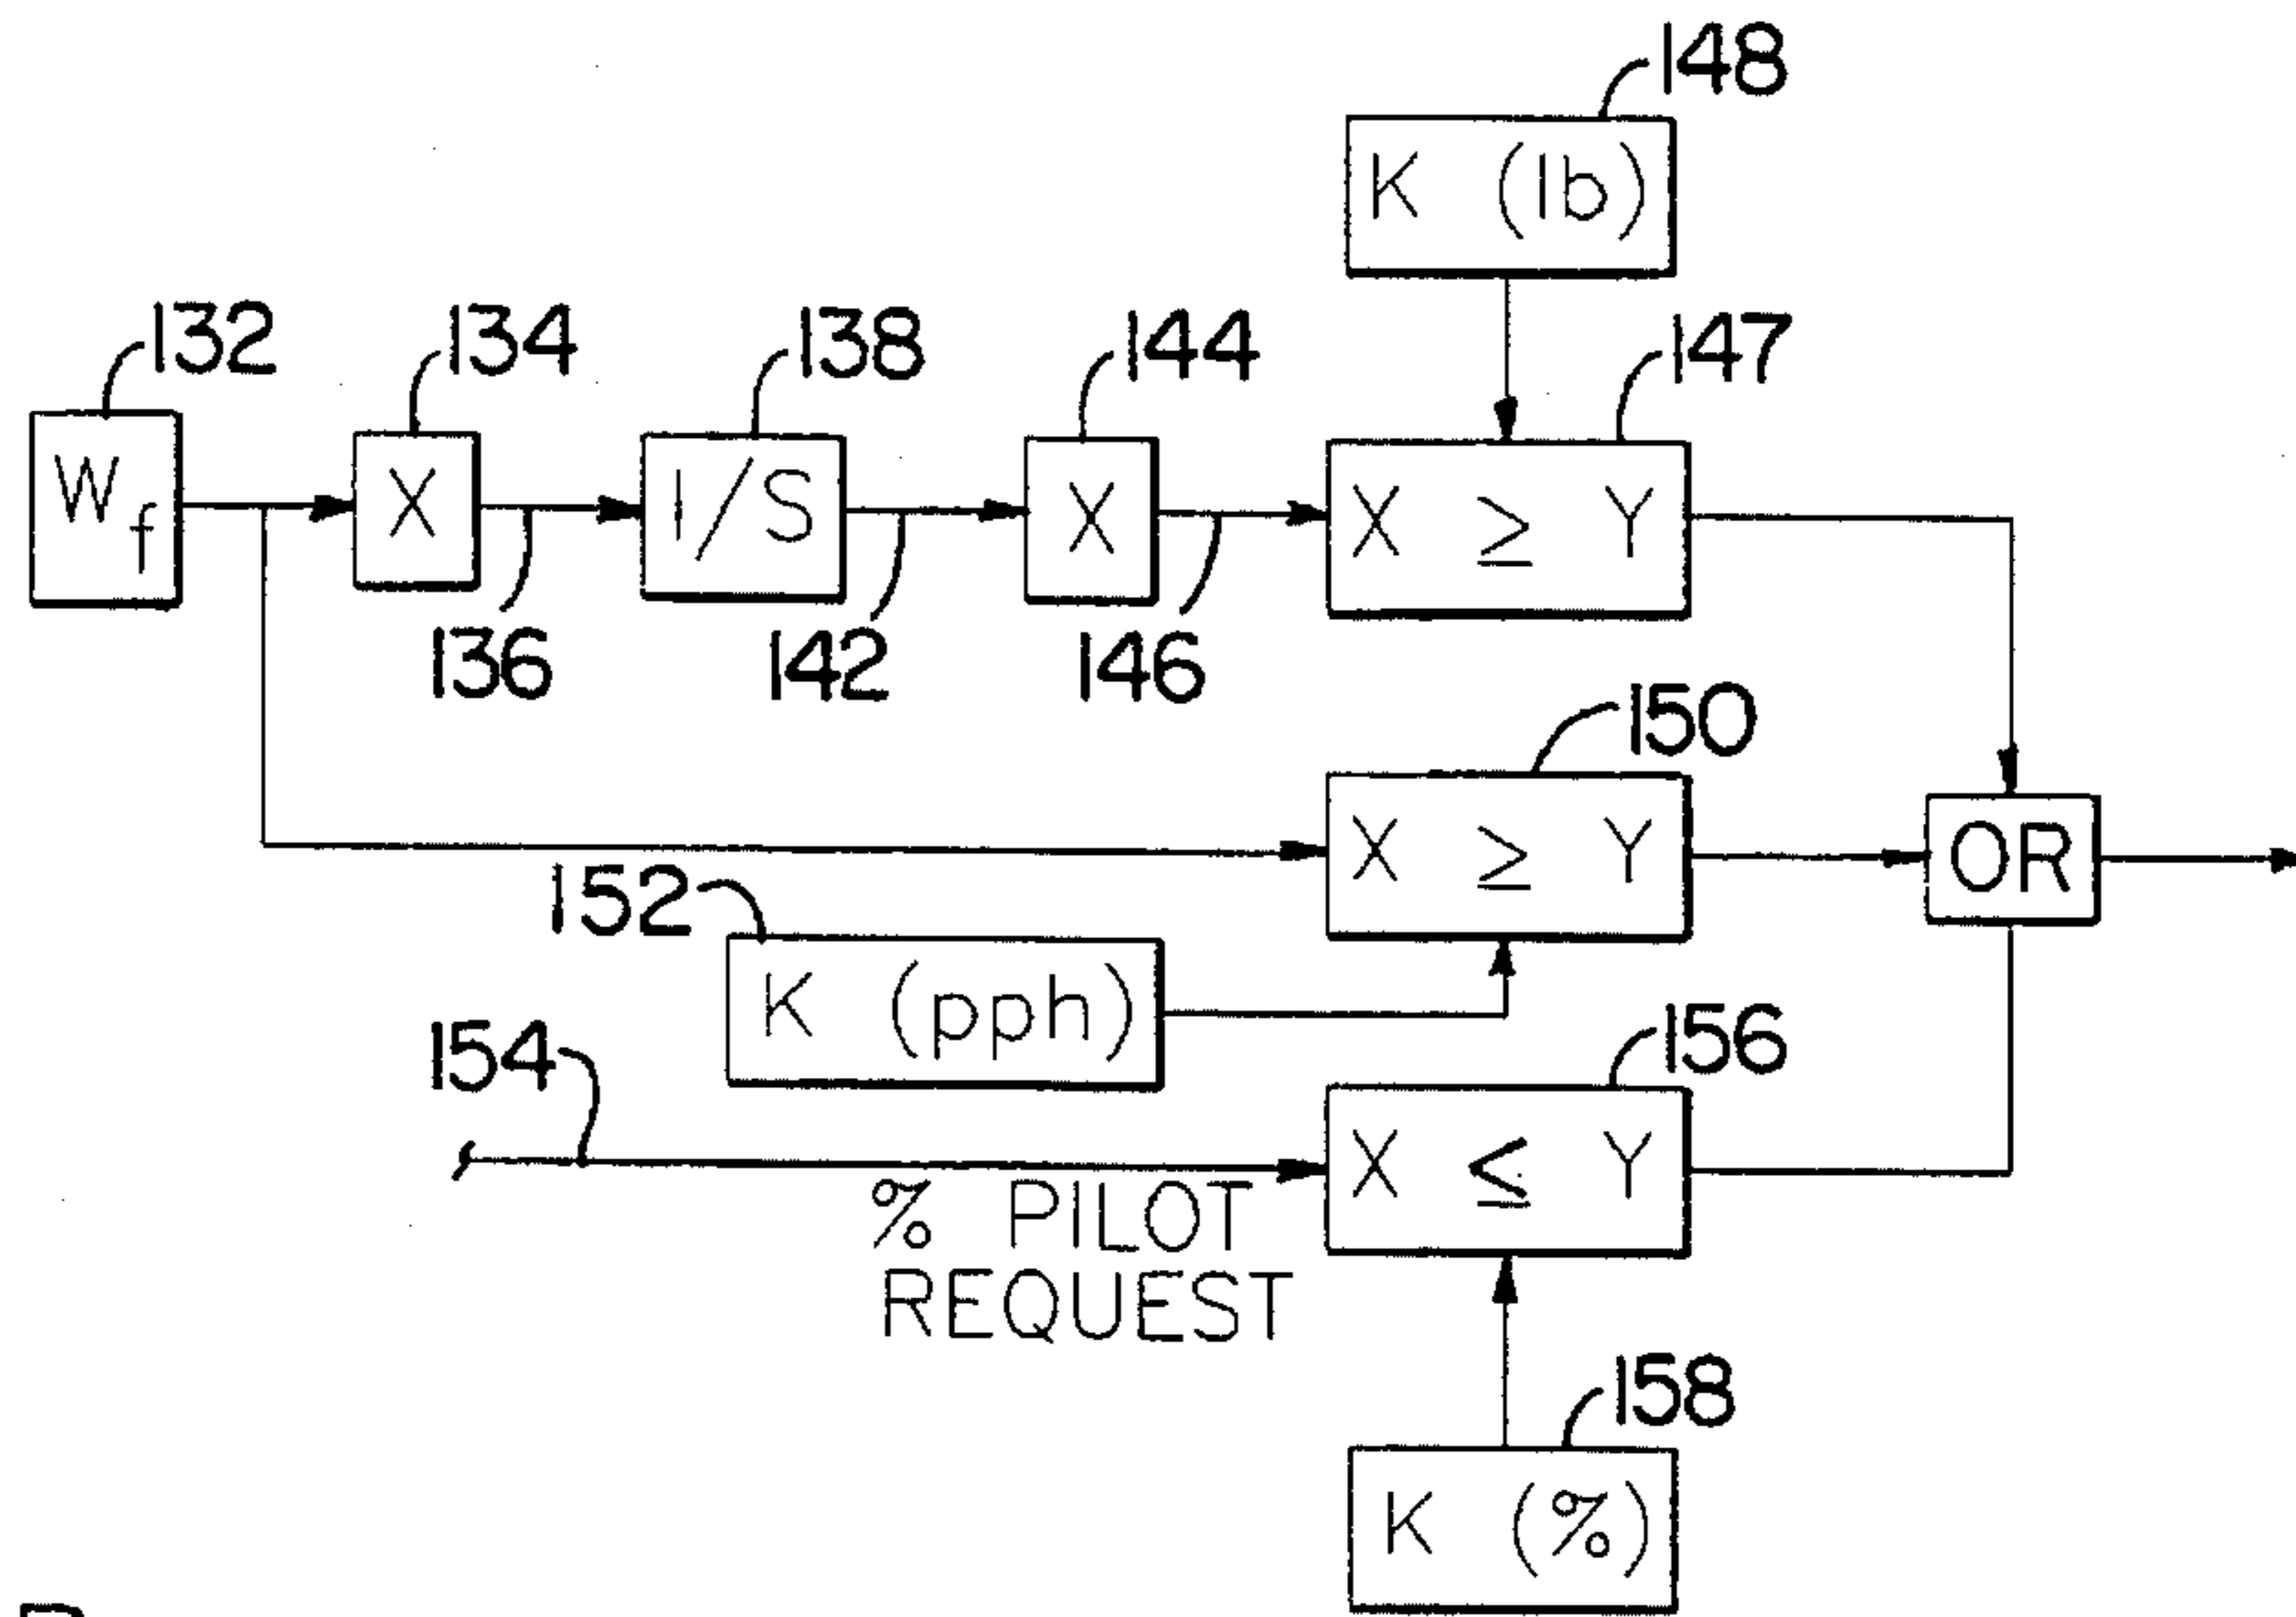 148
K (lb)
132
134
138
144
147
Wf
X
1/S
X
X ≥ Y
136
142
146
150
X ≥ Y
OR
152
K (pph)
154
156
X ≤ Y
% PILOT
REQUEST
158
K (%)